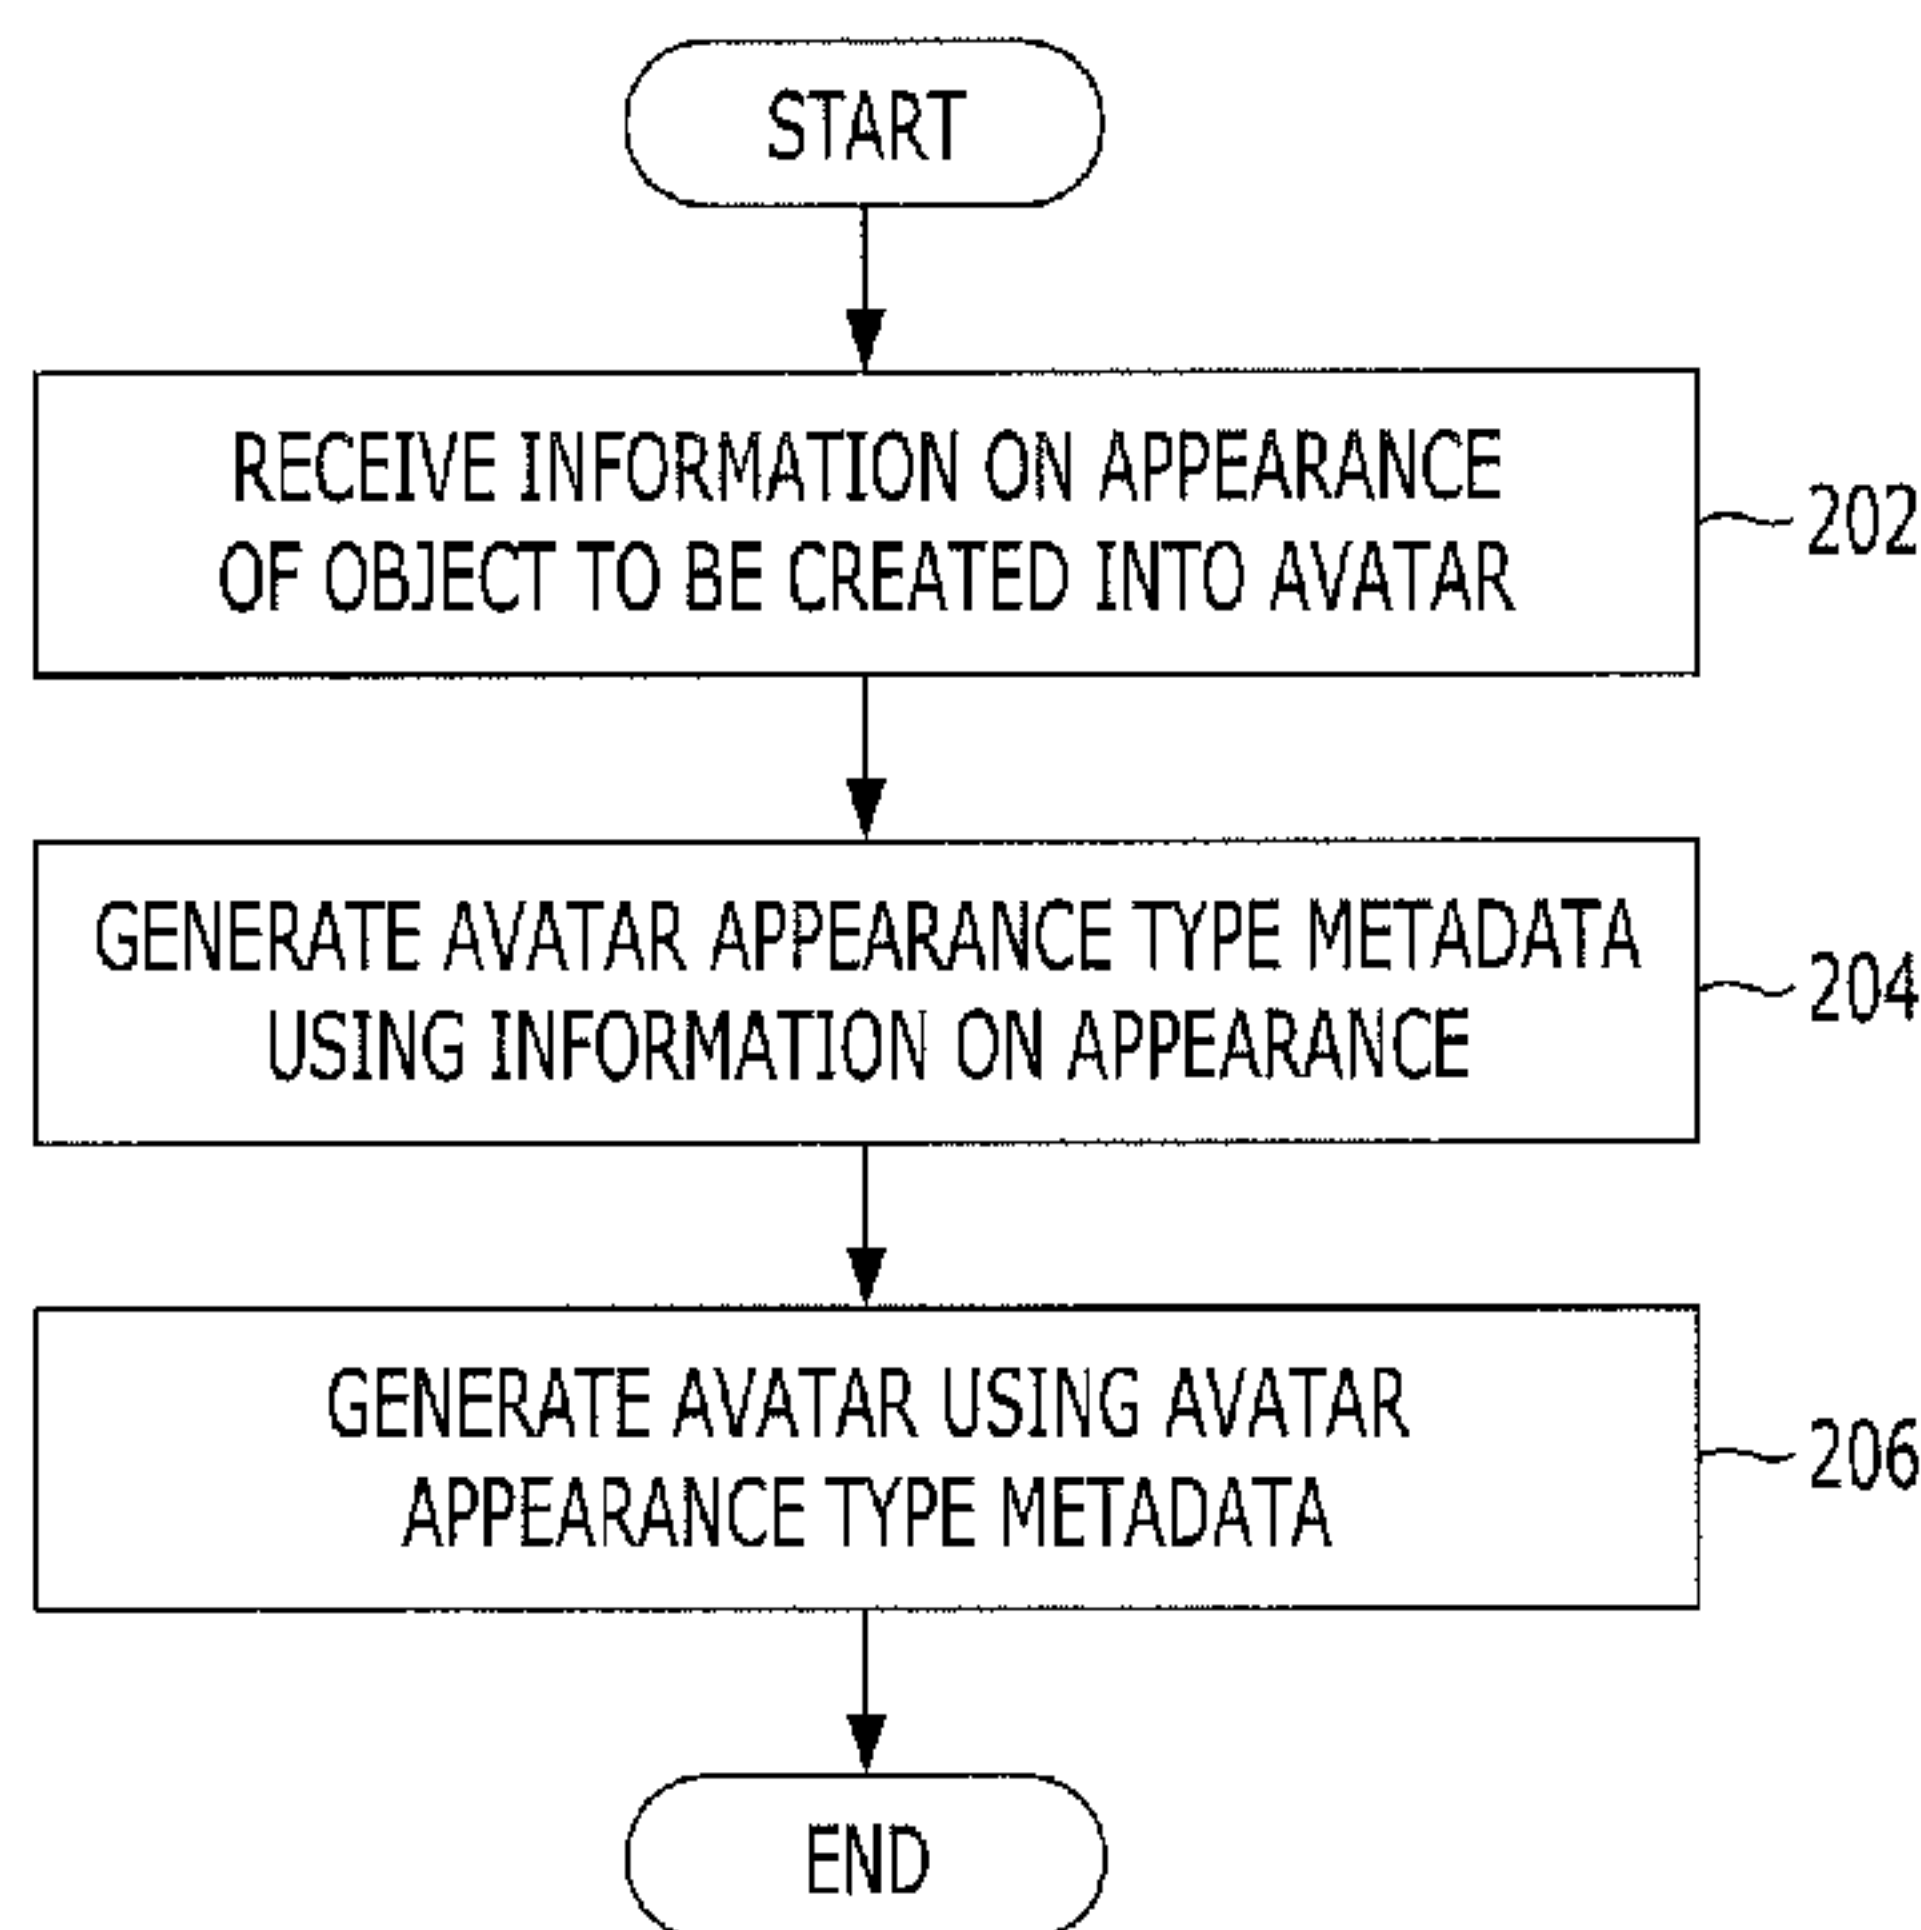 START
RECEIVE INFORMATION ON APPEARANCE
OF OBJECT TO BE CREATED INTO AVATAR
202
GENERATE AVATAR APPEARANCE TYPE METADATA
USING INFORMATION ON APPEARANCE
204
GENERATE AVATAR USING AVATAR
APPEARANCE TYPE METADATA
206
END